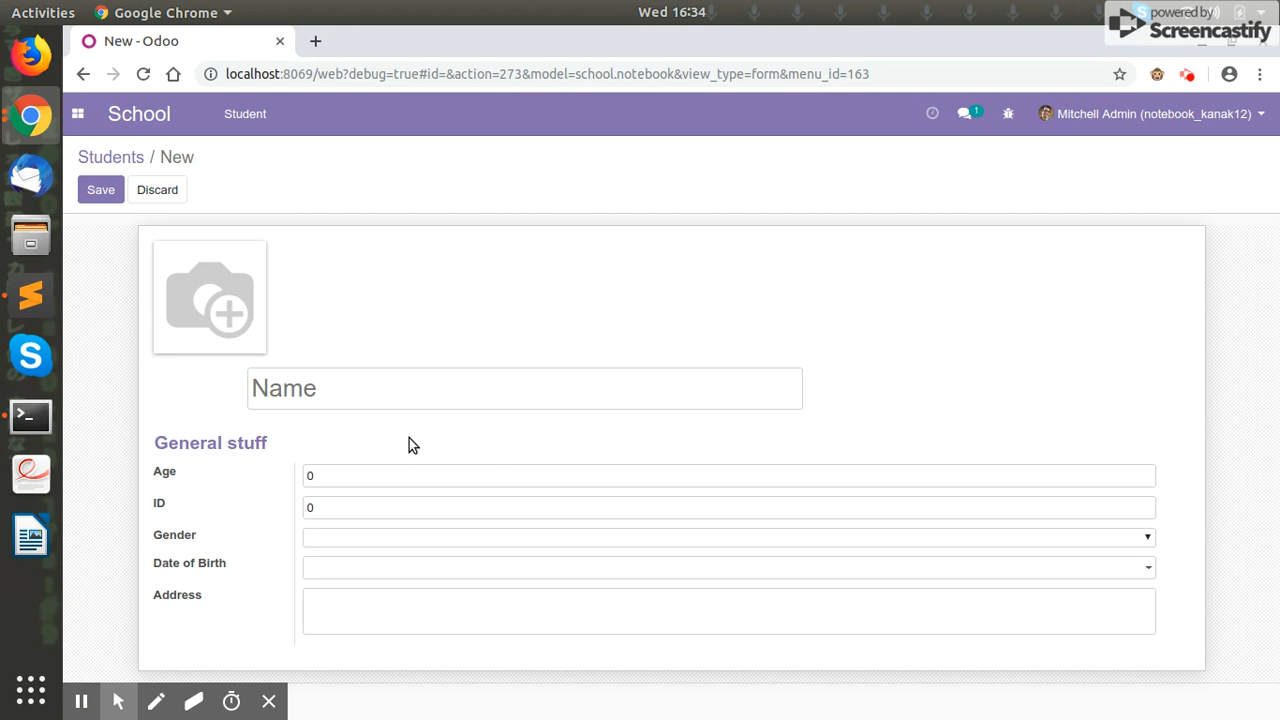 Activities
Google Chrome
Wed 16:34
powered by
Screencastify
New - Odoo
localhost:8069/web?debug=true#id=&action=273&model=school.notebook&view_type=form&menu_id=163
School
Student
1
Mitchell Admin (notebook_kanak12)
Students / New
Save
Discard
Name
General stuff
Age
0
ID
0
Gender
Date of Birth
Address